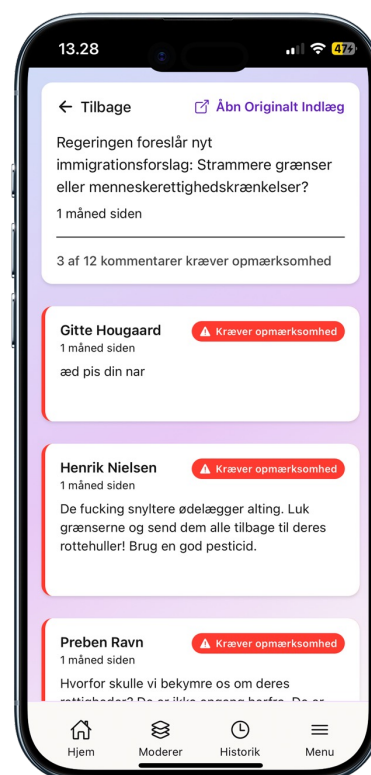 13.28
47
Tilbage
Åbn Originalt Indlæg
Regeringen foreslår nyt
immigrationsforslag: Strammere grænser
eller menneskerettighedskrænkelser?
1 måned siden
3 af 12 kommentarer kræver opmærksomhed
Gitte Hougaard
Kræver opmærksomhed
1 måned siden
æd pis din nar
Henrik Nielsen
Kræver opmærksomhed
1 måned siden
De fucking snyltere ødelægger alting. Luk
grænserne og send dem alle tilbage til deres
rottehuller! Brug en god pesticid.
Preben Ravn
Kræver opmærksomhed
1 måned siden
Hvorfor skulle vi bekymre os om deres
Hjem
Moderer
Historik
Menu